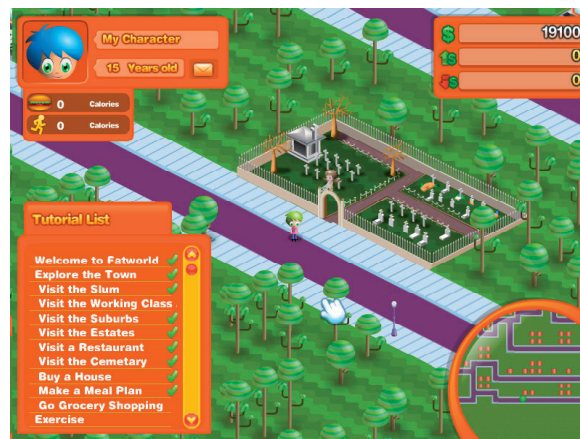 My Character
15 Years old
0 Calories
0 Calories
$ 19100
$ 0
$ 0
Tutorial List
Welcome to Fatworld
Explore the Town
Visit the Slum
Visit the Working Class
Visit the Suburbs
Visit the Estates
Visit a Restaurant
Visit the Cemetary
Buy a House
Make a Meal Plan
Go Grocery Shopping
Exercise